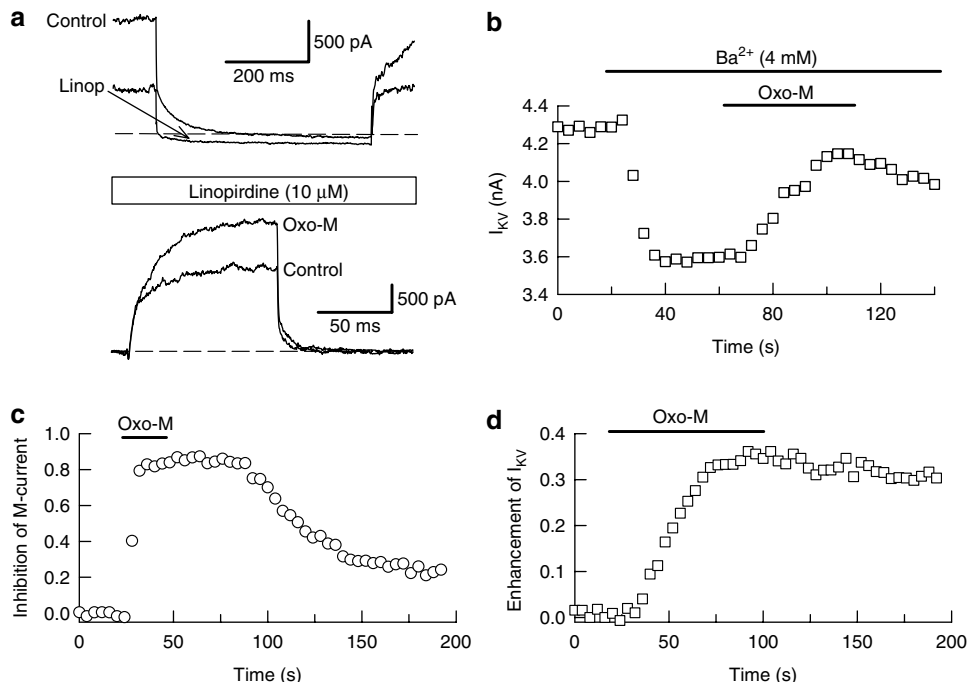 a
Control
500 pA
200 ms
Linop
Linopirdine (10 μM)
Oxo-M
Control
500 pA
50 ms
b
Ba²⁺ (4 mM)
Oxo-M
4.4
4.2
4.0
3.8
3.6
3.4
I_KV (nA)
0 40 80 120
Time (s)
c
Oxo-M
1.0
0.8
0.6
0.4
0.2
0.0
Inhibition of M-current
0 50 100 150 200
Time (s)
d
Oxo-M
0.4
0.3
0.2
0.1
0.0
Enhancement of I_KV
0 50 100 150 200
Time (s)